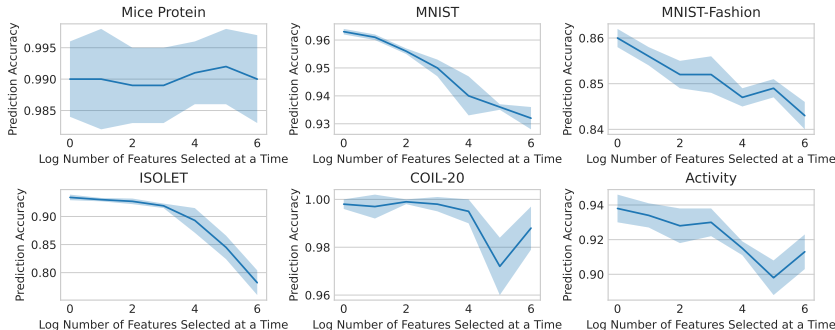 Mice Protein
Prediction Accuracy
0.995
0.990
0.985
0 2 4 6
Log Number of Features Selected at a Time
MNIST
Prediction Accuracy
0.96
0.95
0.94
0.93
0 2 4 6
Log Number of Features Selected at a Time
MNIST-Fashion
Prediction Accuracy
0.86
0.85
0.84
0 2 4 6
Log Number of Features Selected at a Time
ISOLET
Prediction Accuracy
0.90
0.85
0.80
0 2 4 6
Log Number of Features Selected at a Time
COIL-20
Prediction Accuracy
1.00
0.98
0.96
0 2 4 6
Log Number of Features Selected at a Time
Activity
Prediction Accuracy
0.94
0.92
0.90
0 2 4 6
Log Number of Features Selected at a Time